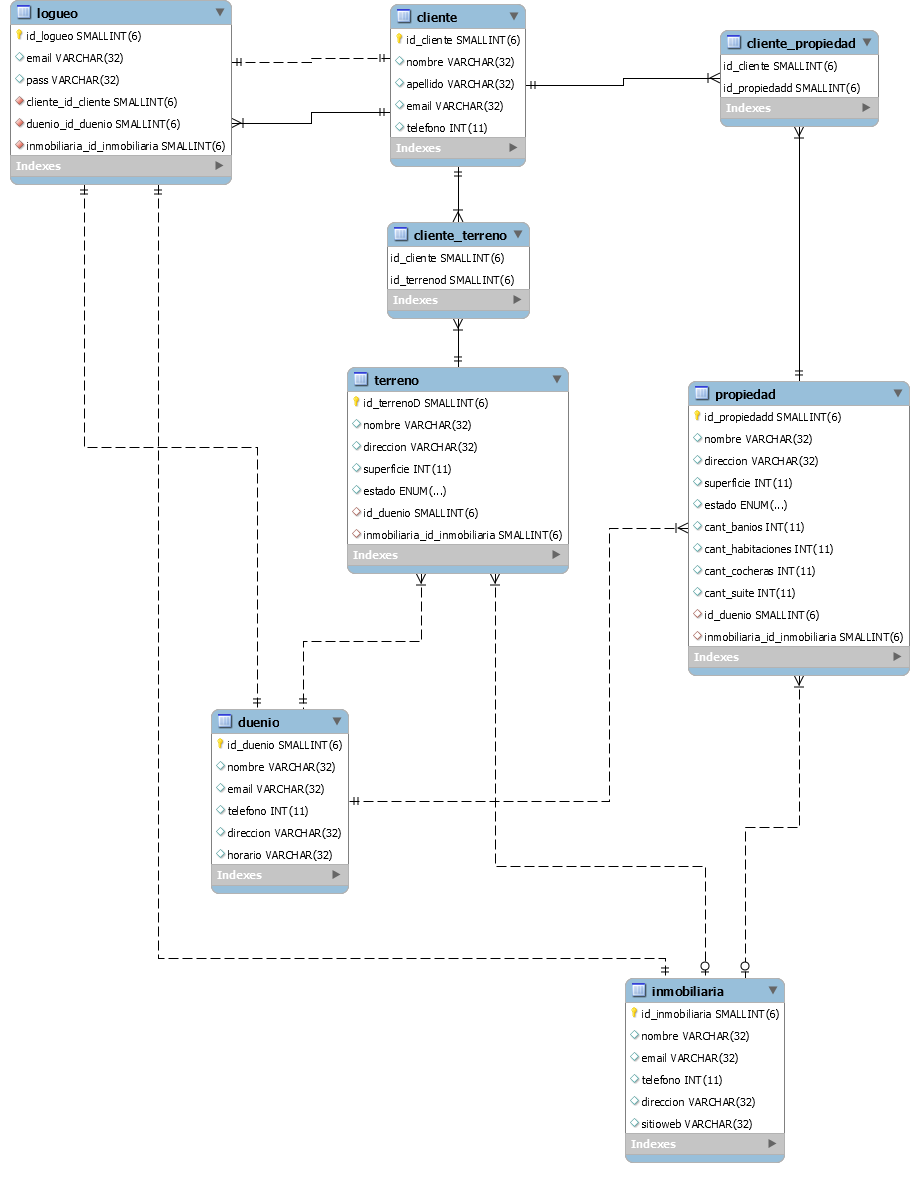 logueo
id_logueo SMALLINT(6)
email VARCHAR(32)
pass VARCHAR(32)
cliente_id_cliente SMALLINT(6)
duenio_id_duenio SMALLINT(6)
inmobiliaria_id_inmobiliaria SMALLINT(6)
Indexes
cliente
id_cliente SMALLINT(6)
nombre VARCHAR(32)
apellido VARCHAR(32)
email VARCHAR(32)
telefono INT(11)
Indexes
cliente_propiedad
id_cliente SMALLINT(6)
id_propiedadd SMALLINT(6)
Indexes
cliente_terreno
id_cliente SMALLINT(6)
id_terrenod SMALLINT(6)
Indexes
terreno
id_terrenoD SMALLINT(6)
nombre VARCHAR(32)
direccion VARCHAR(32)
superficie INT(11)
estado ENUM(...)
id_duenio SMALLINT(6)
inmobiliaria_id_inmobiliaria SMALLINT(6)
Indexes
propiedad
id_propiedadd SMALLINT(6)
nombre VARCHAR(32)
direccion VARCHAR(32)
superficie INT(11)
estado ENUM(...)
cant_banios INT(11)
cant_habitaciones INT(11)
cant_cocheras INT(11)
cant_suite INT(11)
id_duenio SMALLINT(6)
inmobiliaria_id_inmobiliaria SMALLINT(6)
Indexes
duenio
id_duenio SMALLINT(6)
nombre VARCHAR(32)
email VARCHAR(32)
telefono INT(11)
direccion VARCHAR(32)
horario VARCHAR(32)
Indexes
inmobiliaria
id_inmobiliaria SMALLINT(6)
nombre VARCHAR(32)
email VARCHAR(32)
telefono INT(11)
direccion VARCHAR(32)
sitioweb VARCHAR(32)
Indexes